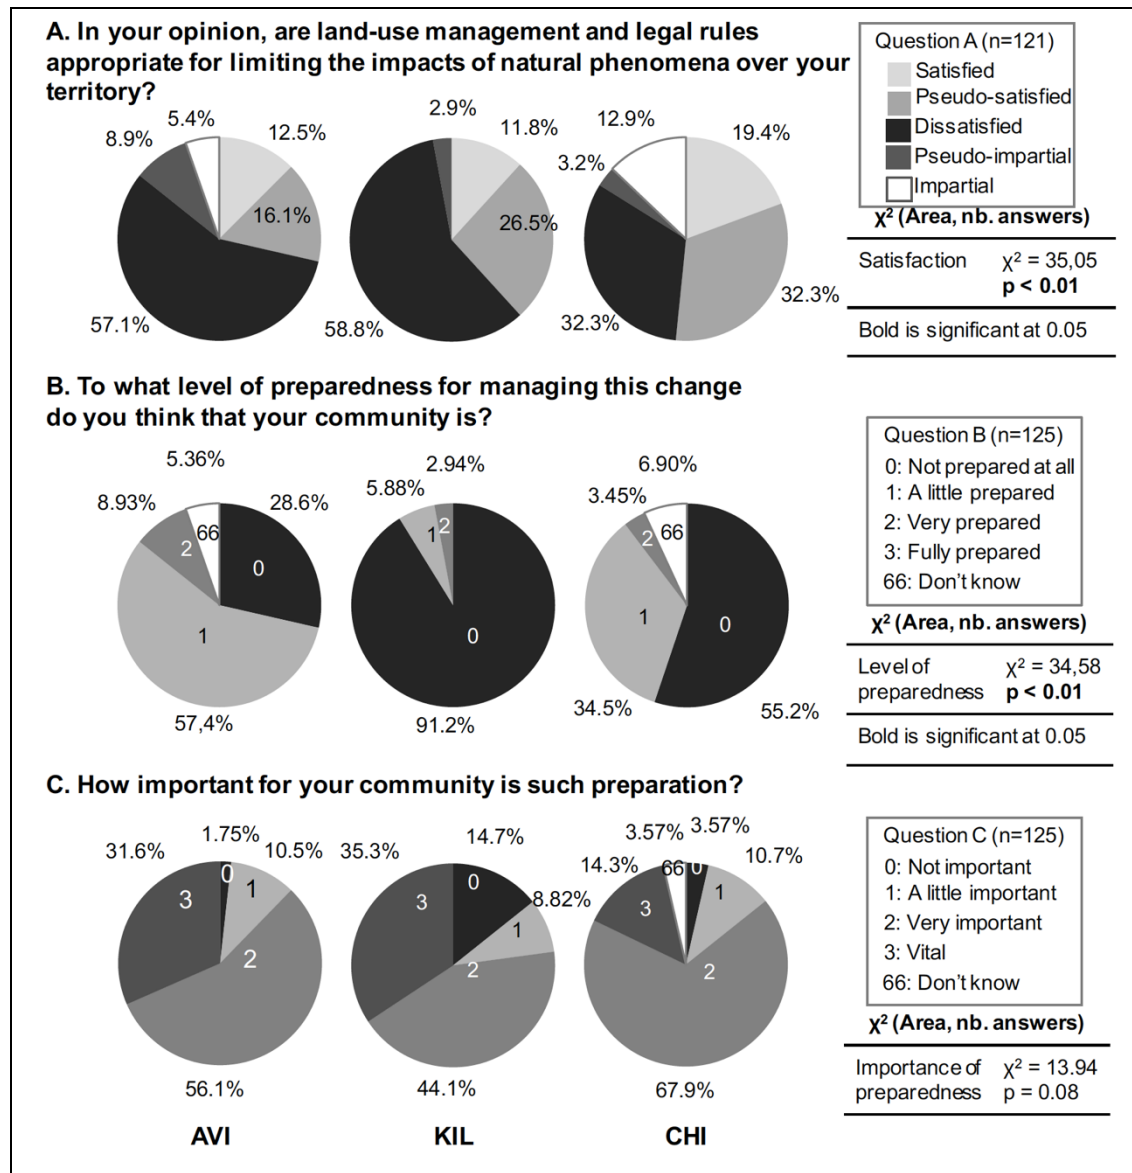 A. In your opinion, are land-use management and legal rules
appropriate for limiting the impacts of natural phenomena over your
territory?
5.4%
8.9%
12.5%
16.1%
57.1%
2.9%
11.8%
26.5%
58.8%
12.9%
3.2%
19.4%
32.3%
32.3%
Question A (n=121)
Satisfied
Pseudo-satisfied
Dissatisfied
Pseudo-impartial
Impartial
χ² (Area, nb. answers)
Satisfaction χ² = 35,05
p < 0.01
Bold is significant at 0.05
B. To what level of preparedness for managing this change
do you think that your community is?
5.36%
8.93%
28.6%
66
2
0
1
57,4%
2.94%
5.88%
1
2
0
91.2%
6.90%
3.45%
2
66
1
0
34.5%
55.2%
Question B (n=125)
0: Not prepared at all
1: A little prepared
2: Very prepared
3: Fully prepared
66: Don't know
χ² (Area, nb. answers)
Level of preparedness χ² = 34,58
p < 0.01
Bold is significant at 0.05
C. How important for your community is such preparation?
1.75%
31.6%
10.5%
0
1
3
2
56.1%
14.7%
35.3%
8.82%
0
3
1
2
44.1%
3.57%
3.57%
14.3%
10.7%
66
0
1
3
2
67.9%
Question C (n=125)
0: Not important
1: A little important
2: Very important
3: Vital
66: Don't know
χ² (Area, nb. answers)
Importance of preparedness χ² = 13.94
p = 0.08
AVI
KIL
CHI